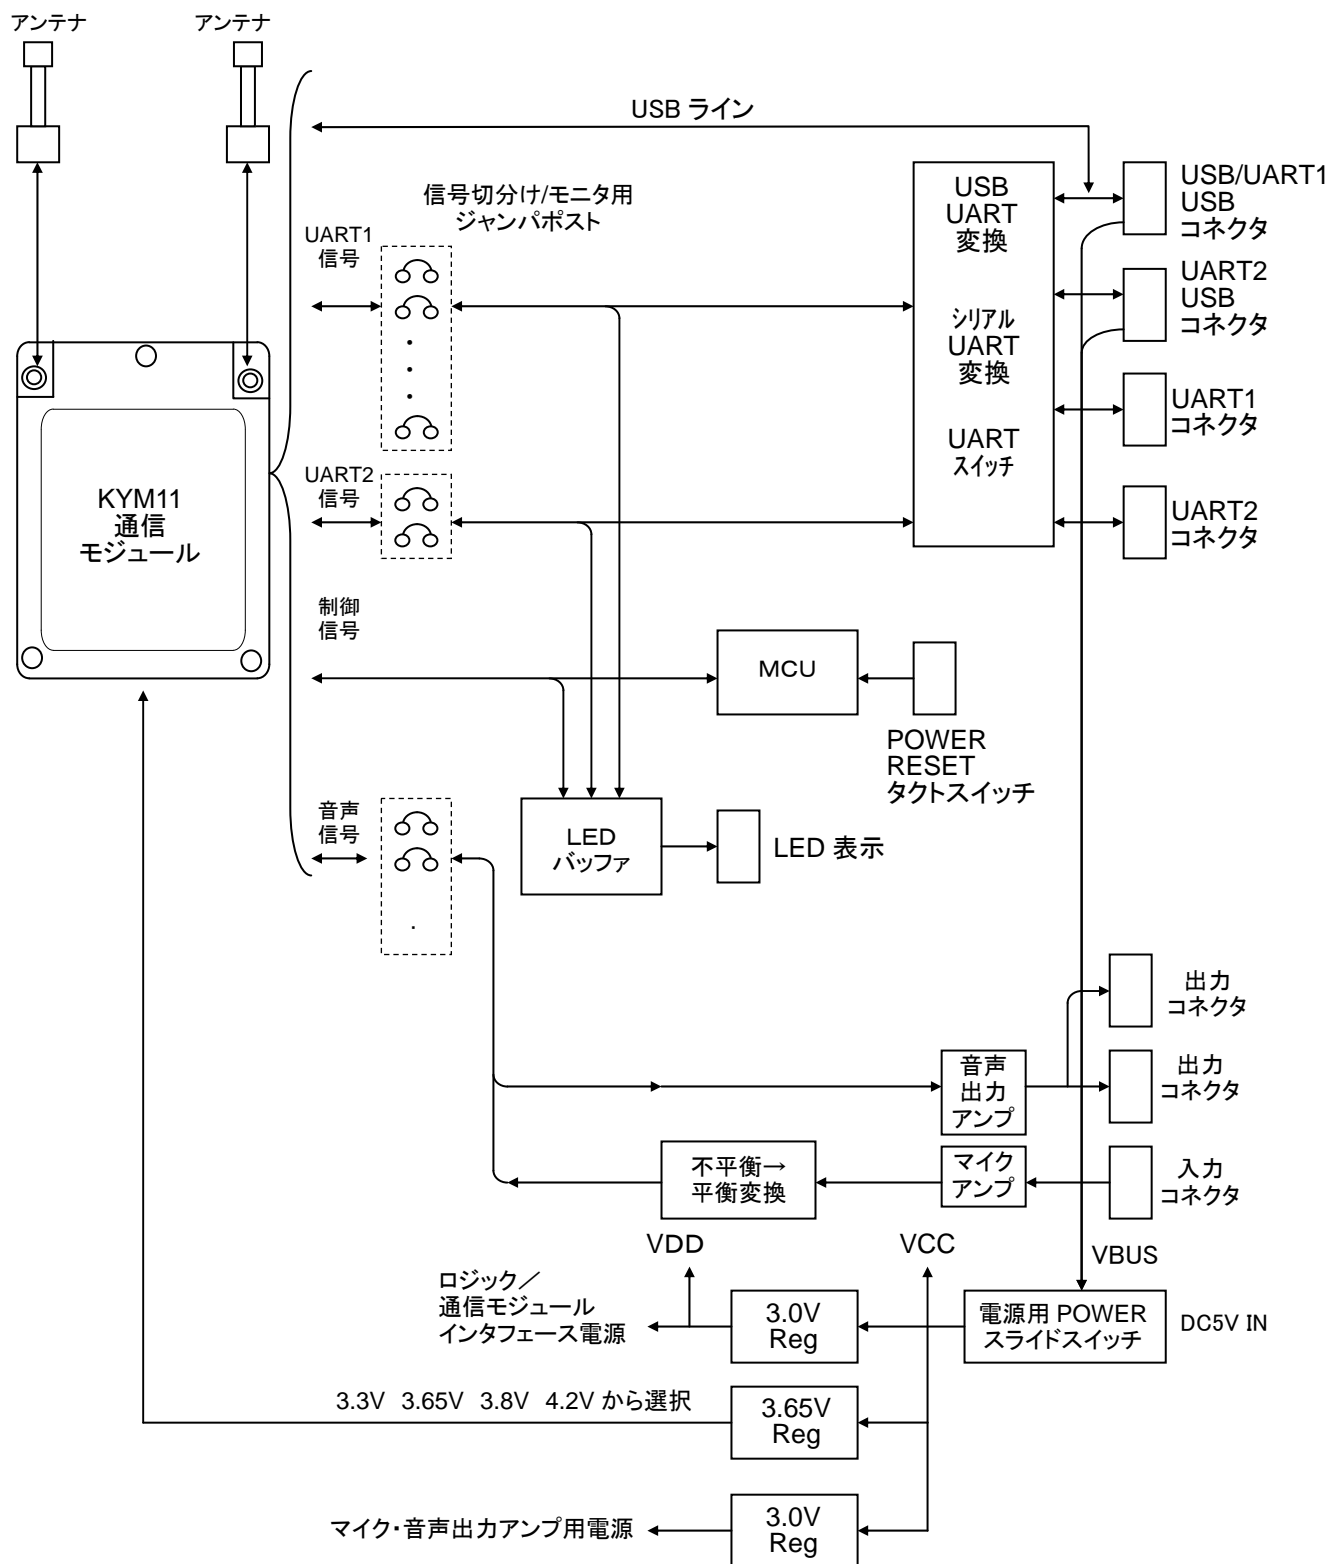 アンテナ
アンテナ
USB ライン
信号切分け/モニタ用
ジャンパポスト
UART1
信号
UART2
信号
制御
信号
音声
信号
KYM11
通信
モジュール
USB
UART
変換
シリアル
UART
変換
UART
スイッチ
USB/UART1
USB
コネクタ
UART2
USB
コネクタ
UART1
コネクタ
UART2
コネクタ
MCU
POWER
RESET
タクトスイッチ
LED
バッファ
LED 表示
出力
コネクタ
音声
出力
アンプ
出力
コネクタ
不平衡→
平衡変換
マイク
アンプ
入力
コネクタ
VDD
VCC
VBUS
ロジック／
通信モジュール
インタフェース電源
3.0V
Reg
電源用 POWER
スライドスイッチ
DC5V IN
3.3V 3.65V 3.8V 4.2V から選択
3.65V
Reg
マイク・音声出力アンプ用電源
3.0V
Reg